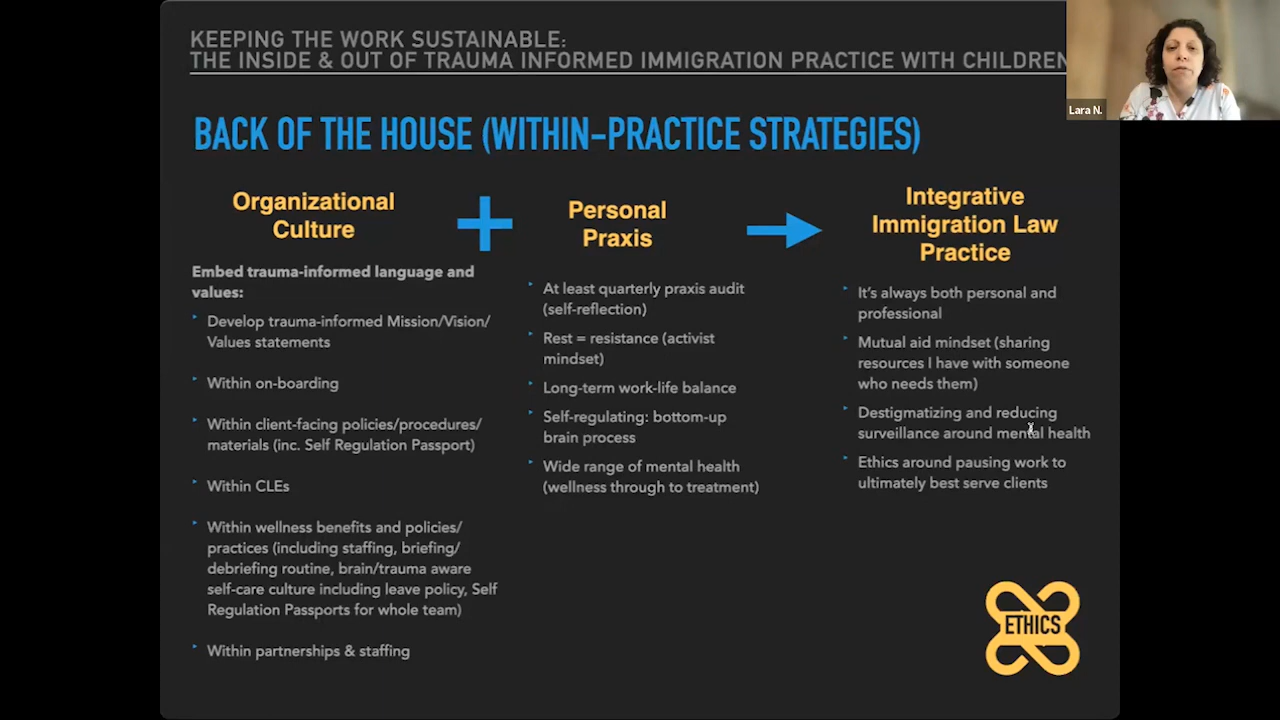 KEEPING THE WORK SUSTAINABLE:
THE INSIDE & OUT OF TRAUMA INFORMED IMMIGRATION PRACTICE WITH CHILDREN
Lara N.
BACK OF THE HOUSE (WITHIN-PRACTICE STRATEGIES)
Organizational
Culture
Embed trauma-informed language and
values:
Develop trauma-informed Mission/Vision/
Values statements
Within on-boarding
Within client-facing policies/procedures/
materials (inc. Self Regulation Passport)
Within CLEs
Within wellness benefits and policies/
practices (including staffing, briefing/
debriefing routine, brain/trauma aware
self-care culture including leave policy, Self
Regulation Passports for whole team)
Within partnerships & staffing
Personal
Praxis
At least quarterly praxis audit
(self-reflection)
Rest = resistance (activist
mindset)
Long-term work-life balance
Self-regulating: bottom-up
brain process
Wide range of mental health
(wellness through to treatment)
Integrative
Immigration Law
Practice
It's always both personal and
professional
Mutual aid mindset (sharing
resources I have with someone
who needs them)
Destigmatizing and reducing
surveillance around mental health
Ethics around pausing work to
ultimately best serve clients
ETHICS